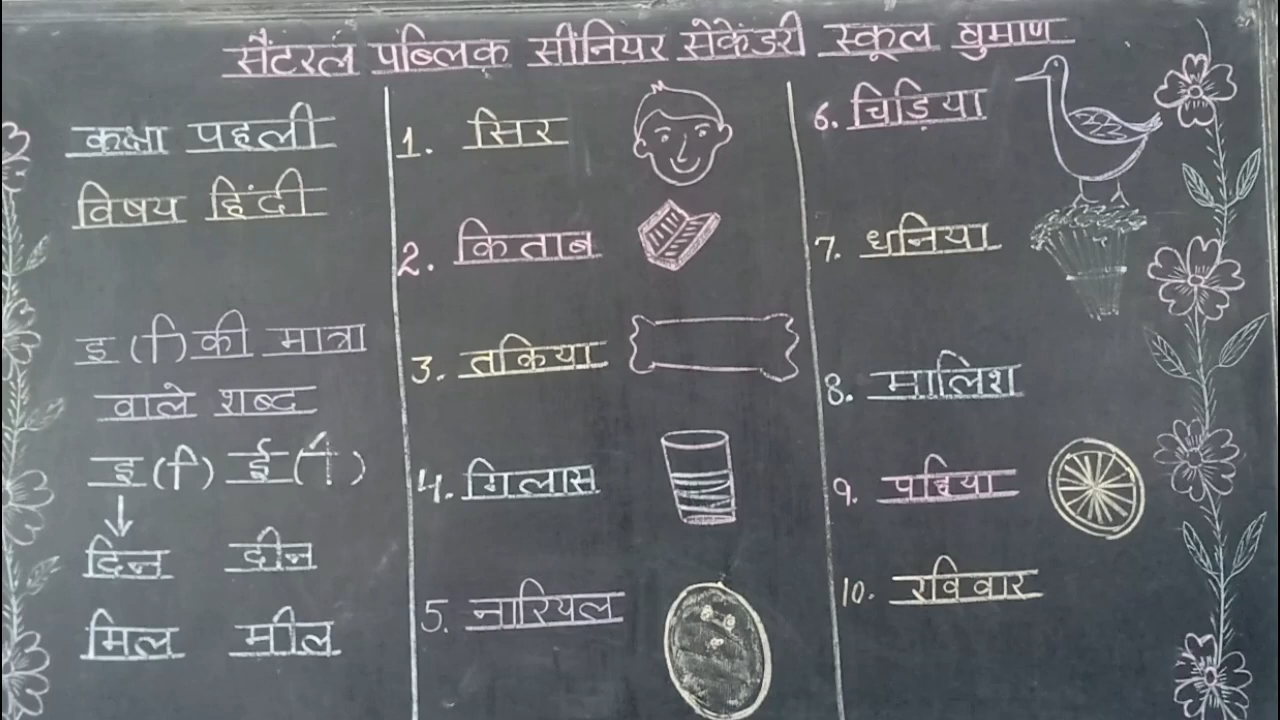 सैंटरल पब्लिक सीनियर सेकेंडरी स्कूल घुमाण
कक्षा पहली
विषय हिंदी
इ (ि) की मात्रा
वाले शब्द
इ (ि) ई (ी)
दिन दीन
मिल मील
1. सिर
2. किताब
3. तकिया
4. गिलास
5. नारियल
6. चिड़िया
7. धनिया
8. मालिश
9. पहिया
10. रविवार